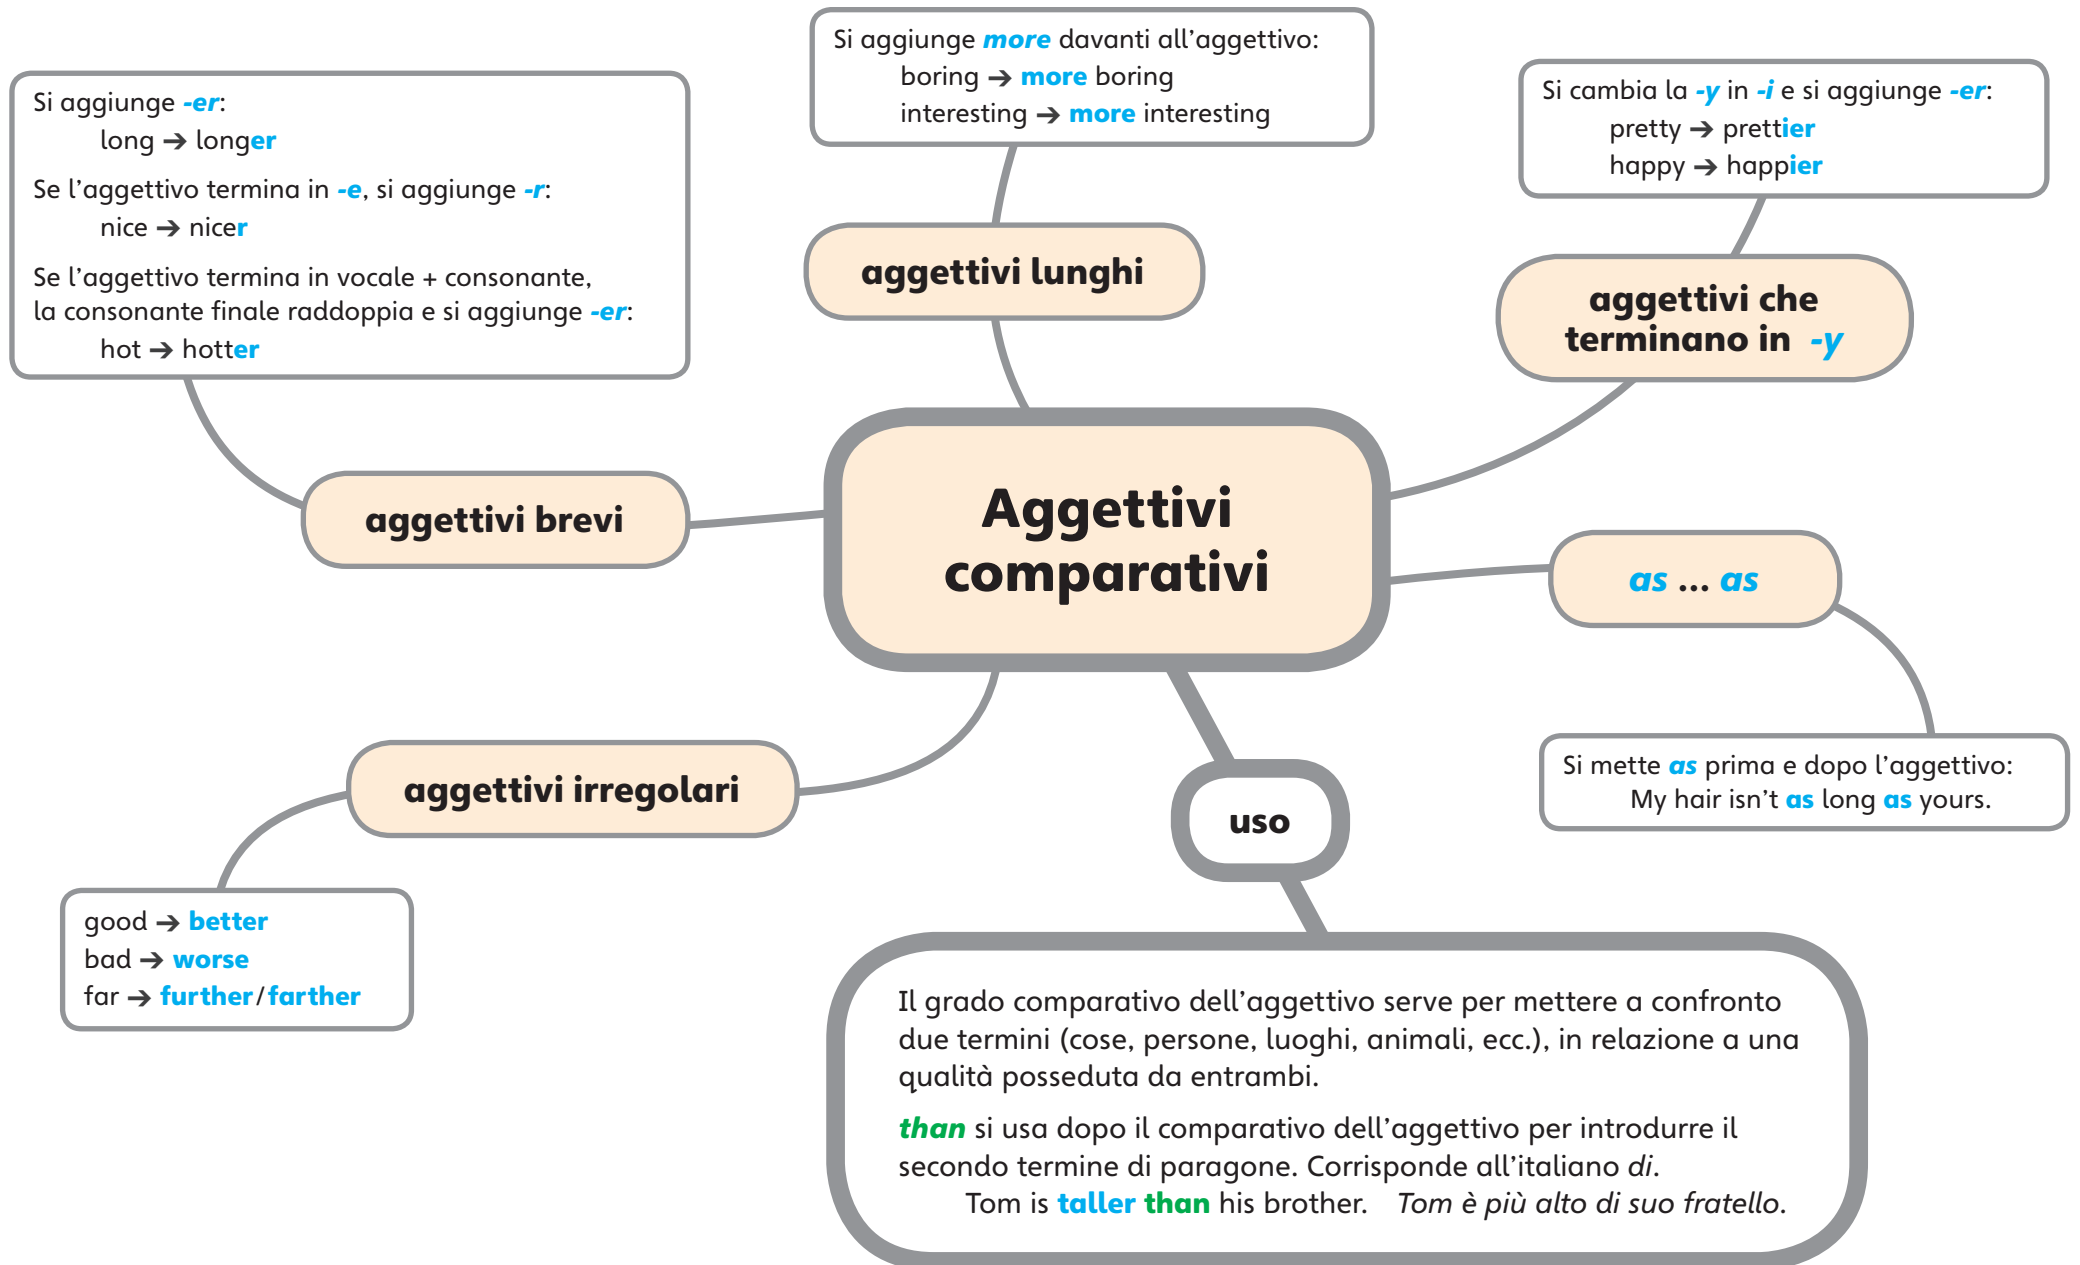 Si aggiunge -er:
long → longer
Se l'aggettivo termina in -e, si aggiunge -r:
nice → nicer
Se l'aggettivo termina in vocale + consonante,
la consonante finale raddoppia e si aggiunge -er:
hot → hotter
aggettivi brevi
Si aggiunge more davanti all'aggettivo:
boring → more boring
interesting → more interesting
aggettivi lunghi
Si cambia la -y in -i e si aggiunge -er:
pretty → prettier
happy → happier
aggettivi che
terminano in -y
Aggettivi
comparativi
as ... as
Si mette as prima e dopo l'aggettivo:
My hair isn't as long as yours.
aggettivi irregolari
good → better
bad → worse
far → further/farther
uso
Il grado comparativo dell'aggettivo serve per mettere a confronto
due termini (cose, persone, luoghi, animali, ecc.), in relazione a una
qualità posseduta da entrambi.
than si usa dopo il comparativo dell'aggettivo per introdurre il
secondo termine di paragone. Corrisponde all'italiano di.
Tom is taller than his brother. Tom è più alto di suo fratello.